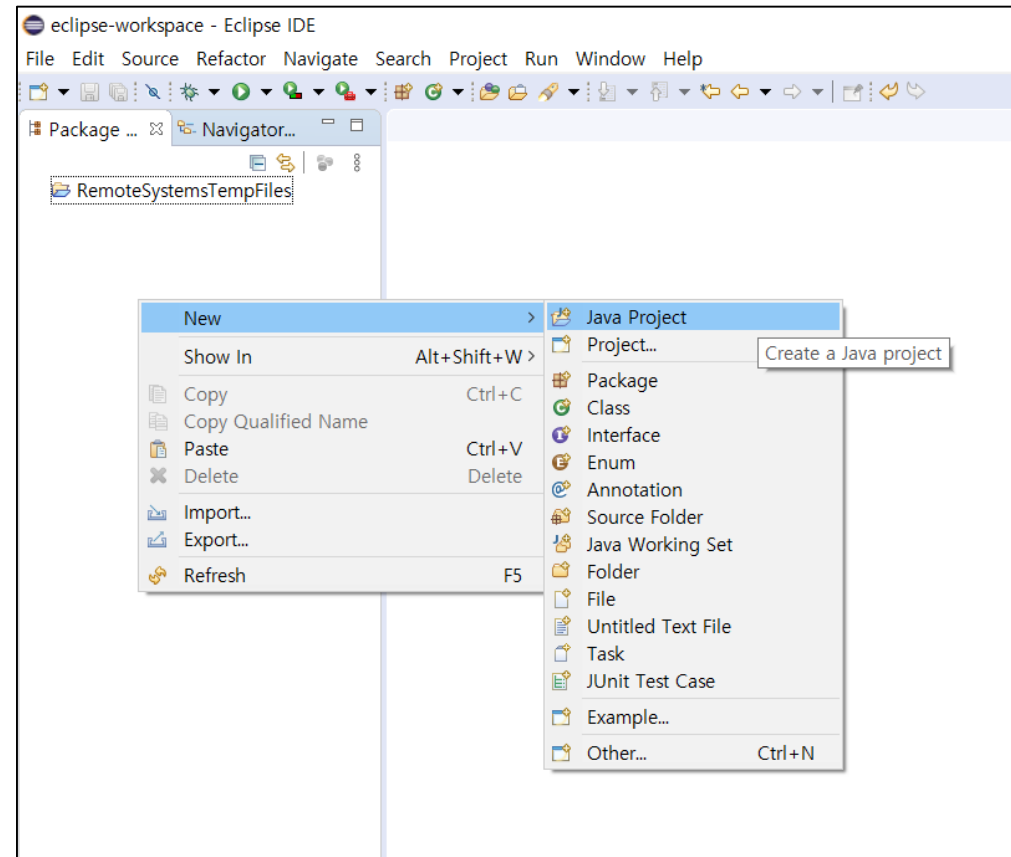 eclipse-workspace - Eclipse IDE
File Edit Source Refactor Navigate Search Project Run Window Help
Package ... Navigator...
RemoteSystemsTempFiles
New
Show In Alt+Shift+W
Copy Ctrl+C
Copy Qualified Name
Paste Ctrl+V
Delete Delete
Import...
Export...
Refresh F5
Java Project
Project...
Create a Java project
Package
Class
Interface
Enum
Annotation
Source Folder
Java Working Set
Folder
File
Untitled Text File
Task
JUnit Test Case
Example...
Other... Ctrl+N